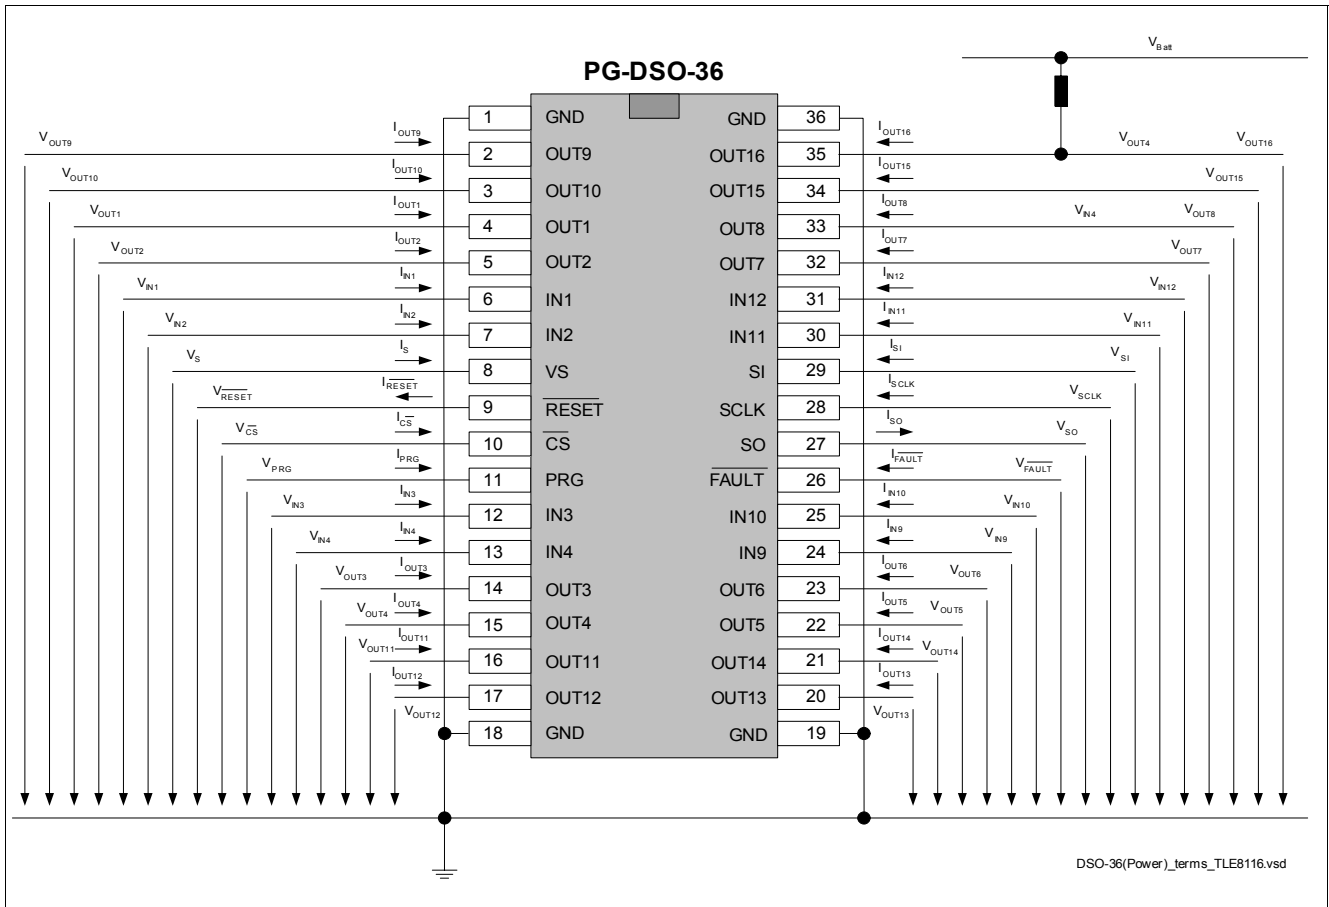 V_Batt
PG-DSO-36
1 GND GND 36
V_OUT9 I_OUT9 I_OUT16 V_OUT4 V_OUT16
2 OUT9 OUT16 35
V_OUT10 I_OUT10 I_OUT15 V_OUT15
3 OUT10 OUT15 34
V_OUT1 I_OUT1 I_OUT8 V_IN4 V_OUT8
4 OUT1 OUT8 33
V_OUT2 I_OUT2 I_OUT7 V_OUT7
5 OUT2 OUT7 32
V_IN1 I_IN1 I_IN12 V_IN12
6 IN1 IN12 31
V_IN2 I_IN2 I_IN11 V_IN11
7 IN2 IN11 30
V_S I_S I_SI V_SI
8 VS SI 29
V_RESET I_RESET I_SCLK V_SCLK
9 RESET SCLK 28
V_CS I_CS I_SO V_SO
10 CS SO 27
V_PRG I_PRG I_FAULT V_FAULT
11 PRG FAULT 26
V_IN3 I_IN3 I_IN10 V_IN10
12 IN3 IN10 25
V_IN4 I_IN4 I_IN9 V_IN9
13 IN4 IN9 24
V_OUT3 I_OUT3 I_OUT6 V_OUT6
14 OUT3 OUT6 23
V_OUT4 I_OUT4 I_OUT5 V_OUT5
15 OUT4 OUT5 22
V_OUT11 I_OUT11 I_OUT14 V_OUT14
16 OUT11 OUT14 21
I_OUT12 I_OUT13
17 OUT12 OUT13 20
V_OUT12 V_OUT13
18 GND GND 19
DSO-36(Power)_terms_TLE8116.vsd